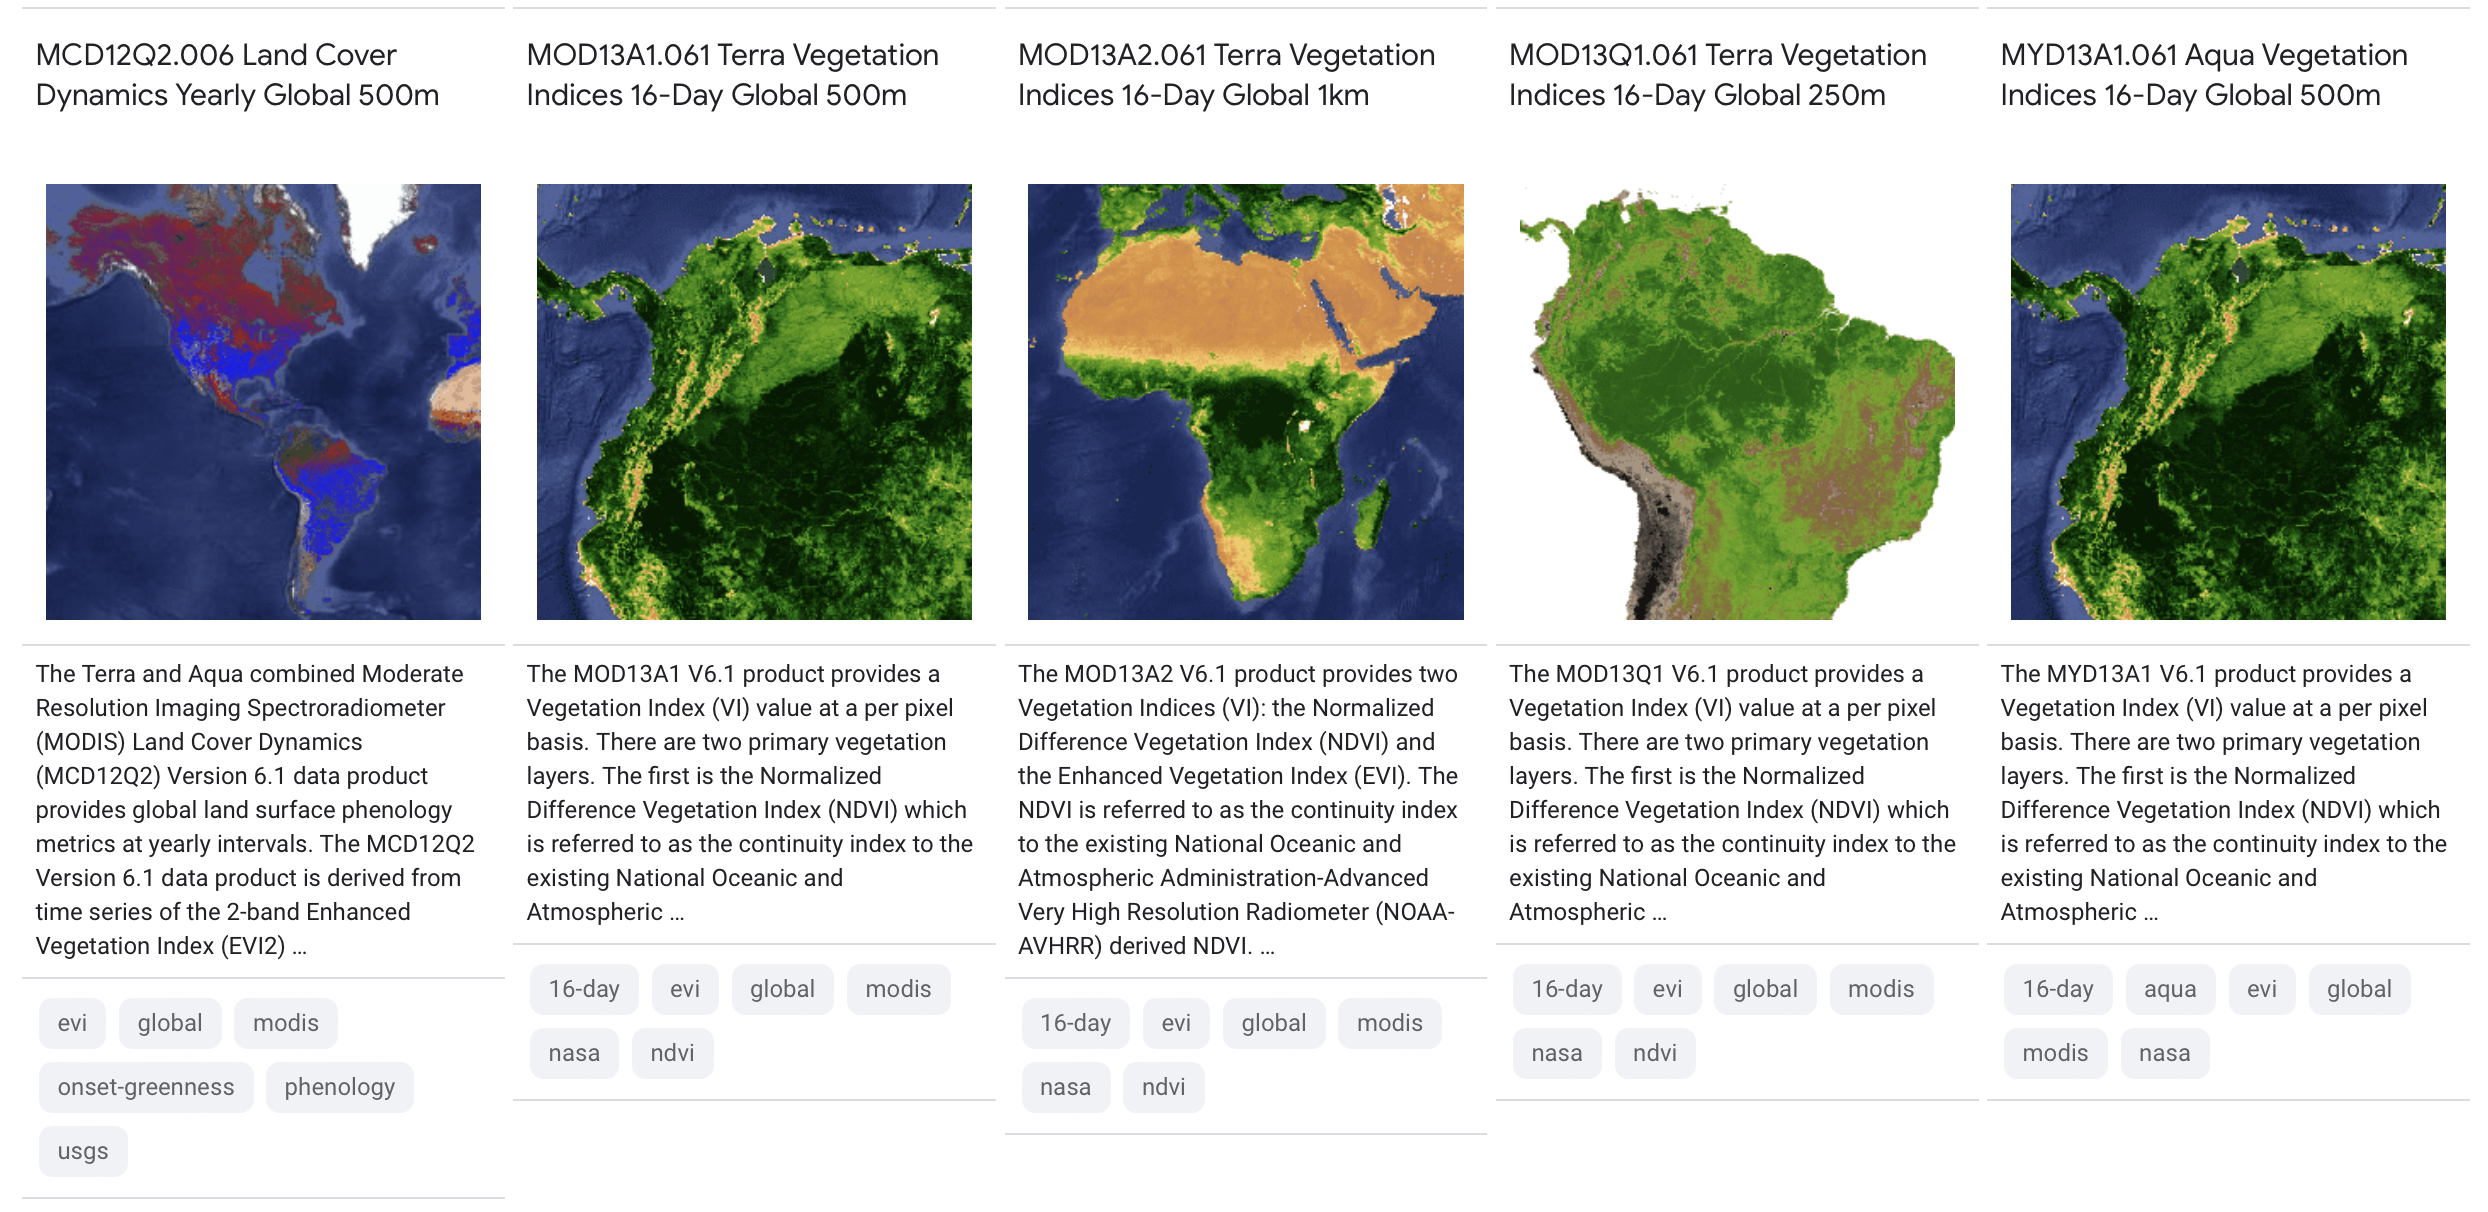 MCD12Q2.006 Land Cover
Dynamics Yearly Global 500m
The Terra and Aqua combined Moderate
Resolution Imaging Spectroradiometer
(MODIS) Land Cover Dynamics
(MCD12Q2) Version 6.1 data product
provides global land surface phenology
metrics at yearly intervals. The MCD12Q2
Version 6.1 data product is derived from
time series of the 2-band Enhanced
Vegetation Index (EVI2) ...
evi global modis
onset-greenness phenology
usgs
MOD13A1.061 Terra Vegetation
Indices 16-Day Global 500m
The MOD13A1 V6.1 product provides a
Vegetation Index (VI) value at a per pixel
basis. There are two primary vegetation
layers. The first is the Normalized
Difference Vegetation Index (NDVI) which
is referred to as the continuity index to the
existing National Oceanic and
Atmospheric ...
16-day evi global modis
nasa ndvi
MOD13A2.061 Terra Vegetation
Indices 16-Day Global 1km
The MOD13A2 V6.1 product provides two
Vegetation Indices (VI): the Normalized
Difference Vegetation Index (NDVI) and
the Enhanced Vegetation Index (EVI). The
NDVI is referred to as the continuity index
to the existing National Oceanic and
Atmospheric Administration-Advanced
Very High Resolution Radiometer (NOAA-
AVHRR) derived NDVI. ...
16-day evi global modis
nasa ndvi
MOD13Q1.061 Terra Vegetation
Indices 16-Day Global 250m
The MOD13Q1 V6.1 product provides a
Vegetation Index (VI) value at a per pixel
basis. There are two primary vegetation
layers. The first is the Normalized
Difference Vegetation Index (NDVI) which
is referred to as the continuity index to the
existing National Oceanic and
Atmospheric ...
16-day evi global modis
nasa ndvi
MYD13A1.061 Aqua Vegetation
Indices 16-Day Global 500m
The MYD13A1 V6.1 product provides a
Vegetation Index (VI) value at a per pixel
basis. There are two primary vegetation
layers. The first is the Normalized
Difference Vegetation Index (NDVI) which
is referred to as the continuity index to the
existing National Oceanic and
Atmospheric ...
16-day aqua evi global
modis nasa